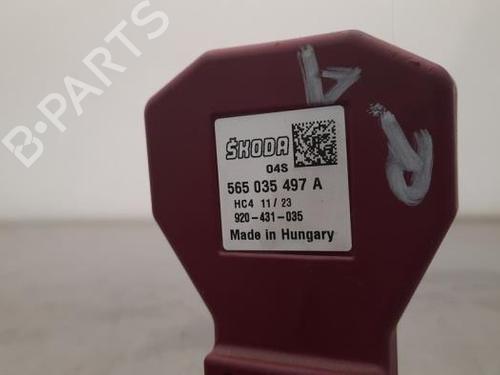 B-PARTS
ŠKODA
04S
565 035 497 A
HC4 11/23
920-431-035
Made in Hungary